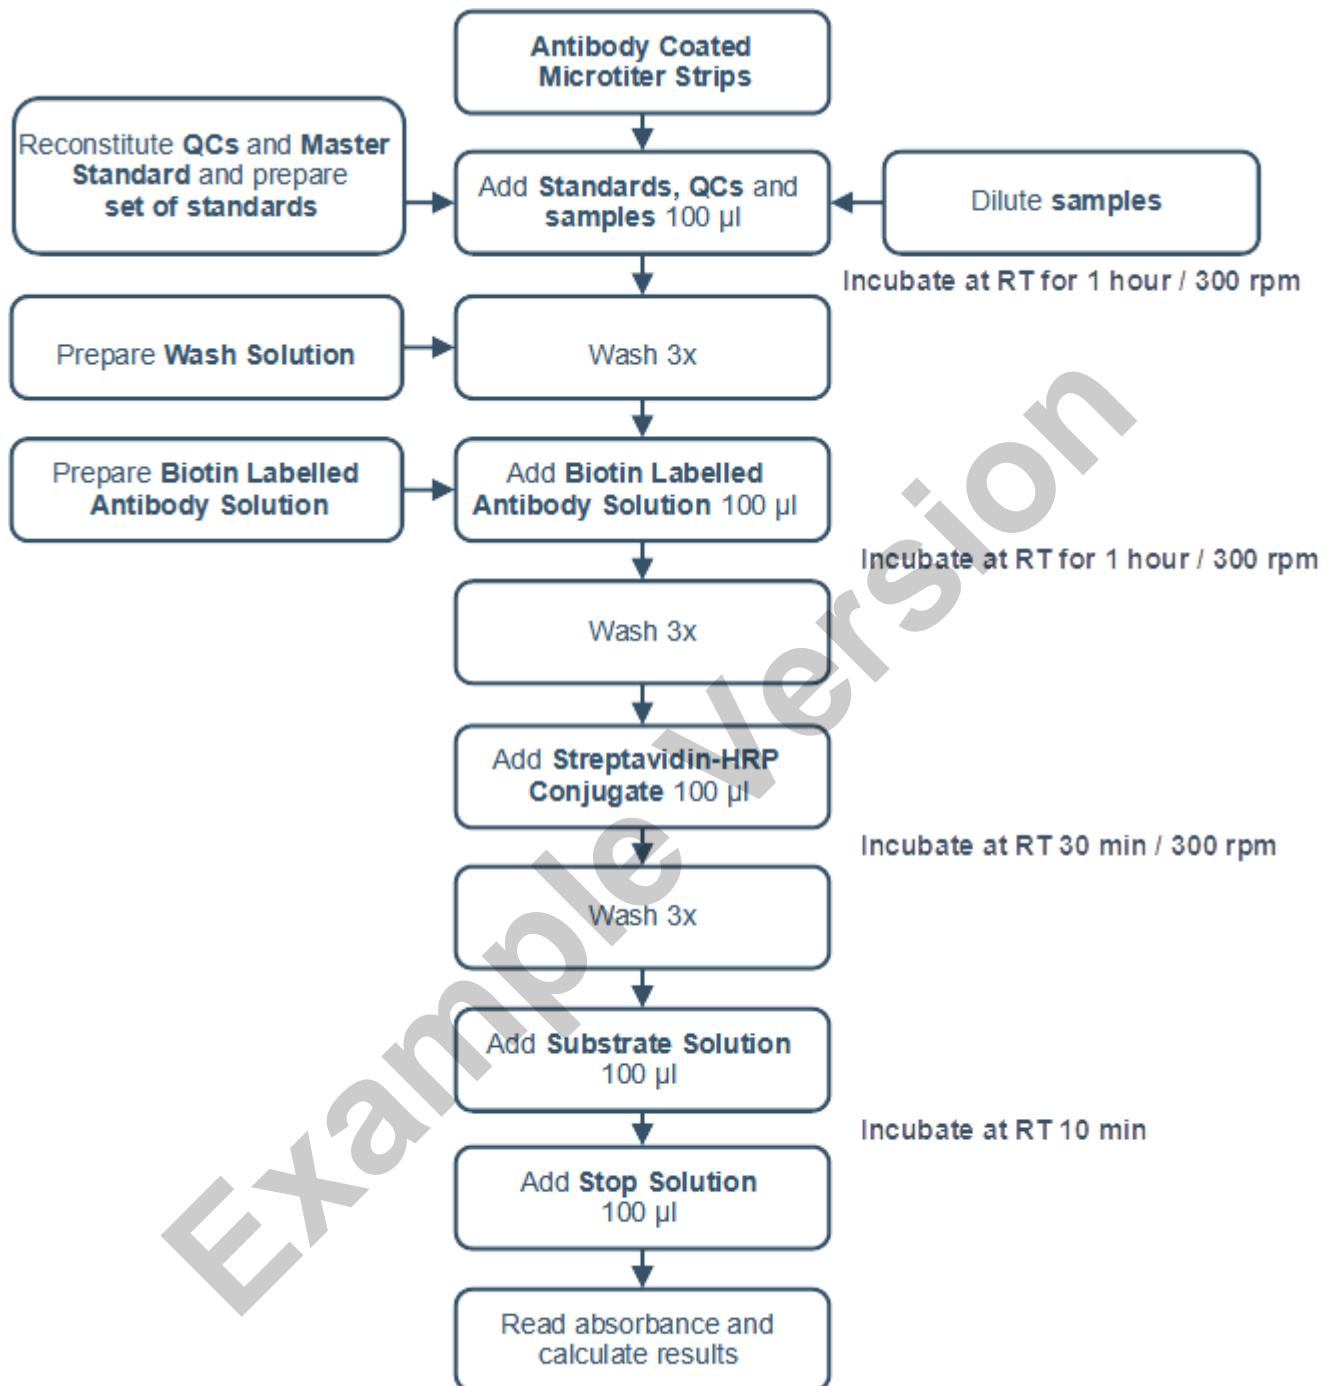 Antibody Coated
Microtiter Strips
Reconstitute QCs and Master
Standard and prepare
set of standards
Add Standards, QCs and
samples 100 µl
Dilute samples
Incubate at RT for 1 hour / 300 rpm
Prepare Wash Solution
Wash 3x
Prepare Biotin Labelled
Antibody Solution
Add Biotin Labelled
Antibody Solution 100 µl
Incubate at RT for 1 hour / 300 rpm
Wash 3x
Add Streptavidin-HRP
Conjugate 100 µl
Incubate at RT 30 min / 300 rpm
Wash 3x
Add Substrate Solution
100 µl
Incubate at RT 10 min
Add Stop Solution
100 µl
Read absorbance and
calculate results
Example Version